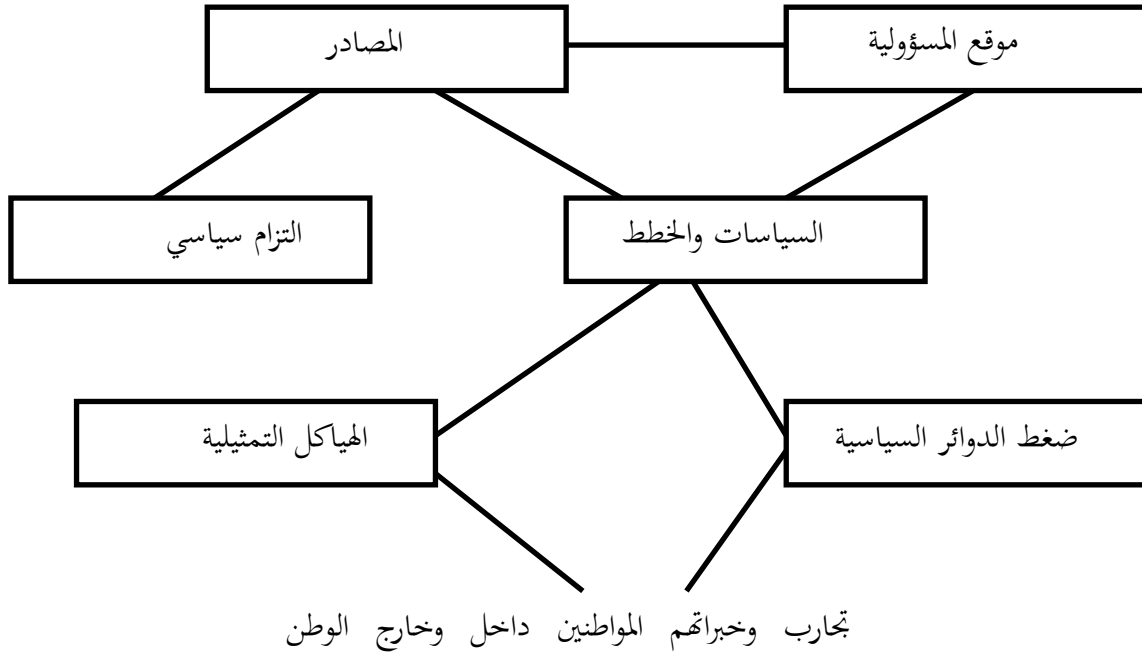 موقع المسؤولية
المصادر
السياسات والخطط
التزام سياسي
ضغط الدوائر السياسية
الهياكل التمثيلية
تجارب وخبراتهم المواطنين داخل وخارج الوطن